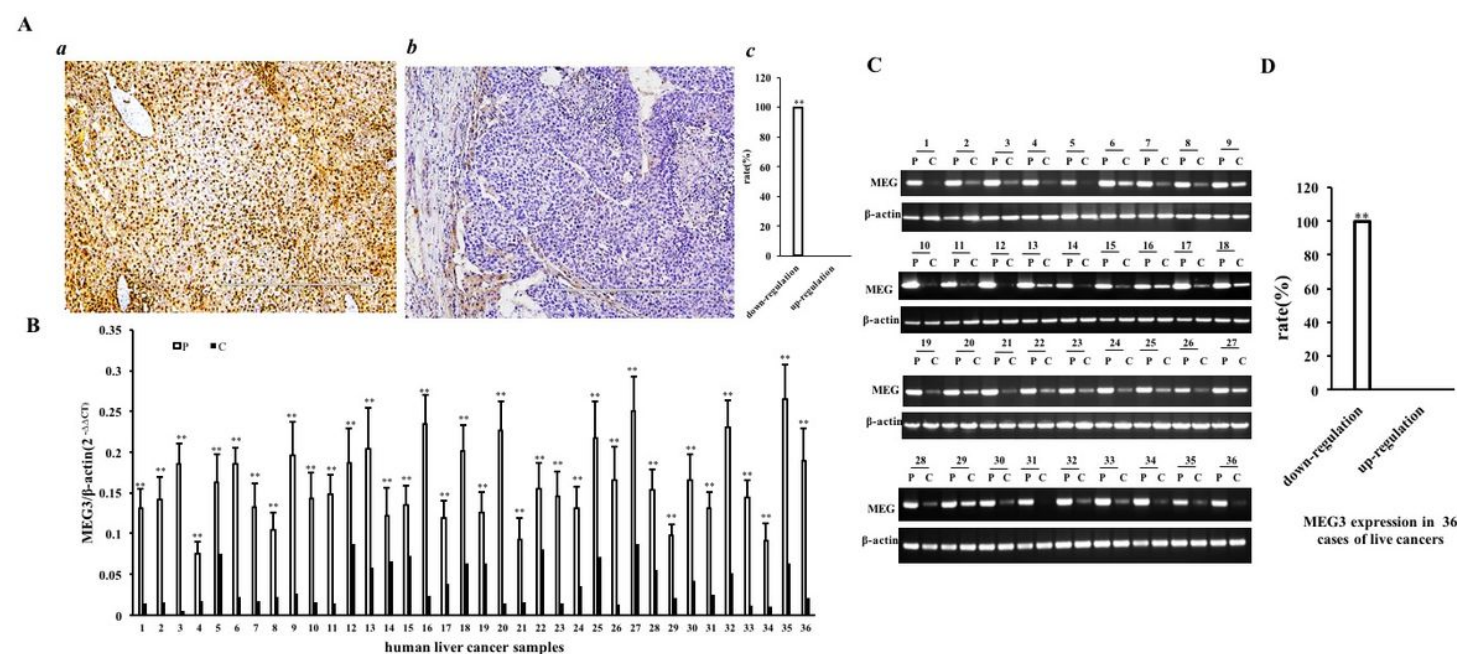 A
a
b
c
120
100
80
60
40
20
0
rate(%)
**
down-regulation
up-regulation
B
MEG3/β-actin(2 -ΔΔCT)
0.35
0.3
0.25
0.2
0.15
0.1
0.05
0
P C
** ** ** ** ** ** ** ** ** ** ** ** ** ** ** ** ** ** ** ** ** ** ** ** ** ** ** ** ** ** ** ** ** ** ** **
1 2 3 4 5 6 7 8 9 10 11 12 13 14 15 16 17 18 19 20 21 22 23 24 25 26 27 28 29 30 31 32 33 34 35 36
human liver cancer samples
C
1 2 3 4 5 6 7 8 9
P C P C P C P C P C P C P C P C P C
MEG
β-actin
10 11 12 13 14 15 16 17 18
P C P C P C P C P C P C P C P C P C
MEG
β-actin
19 20 21 22 23 24 25 26 27
P C P C P C P C P C P C P C P C P C
MEG
β-actin
28 29 30 31 32 33 34 35 36
P C P C P C P C P C P C P C P C P C
MEG
β-actin
D
120
100
80
60
40
20
0
rate(%)
**
down-regulation
up-regulation
MEG3 expression in 36
cases of live cancers